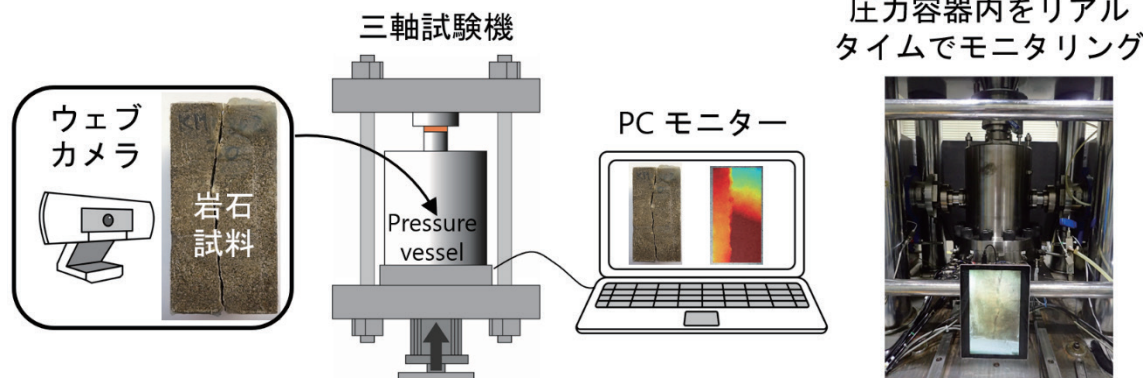 三軸試験機
ウェブ
カメラ
岩石
試料
Pressure
vessel
PC モニター
圧力容器内をリアル
タイムでモニタリング